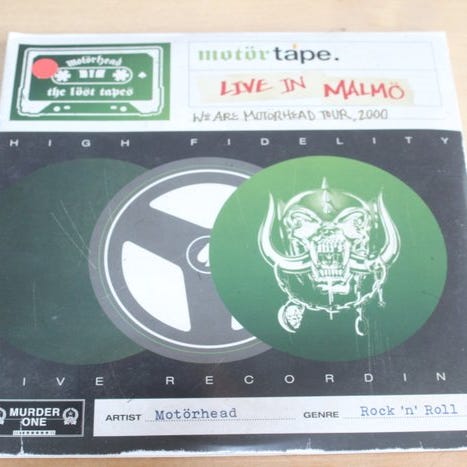 motörhead
the löst tapes
motörtape.
LIVE IN MALMÖ
WE ARE MOTORHEAD TOUR, 2000
HIGH FIDELITY
IVE RECORDIN
MURDER
ONE
ARTIST Motörhead
GENRE Rock 'n' Roll